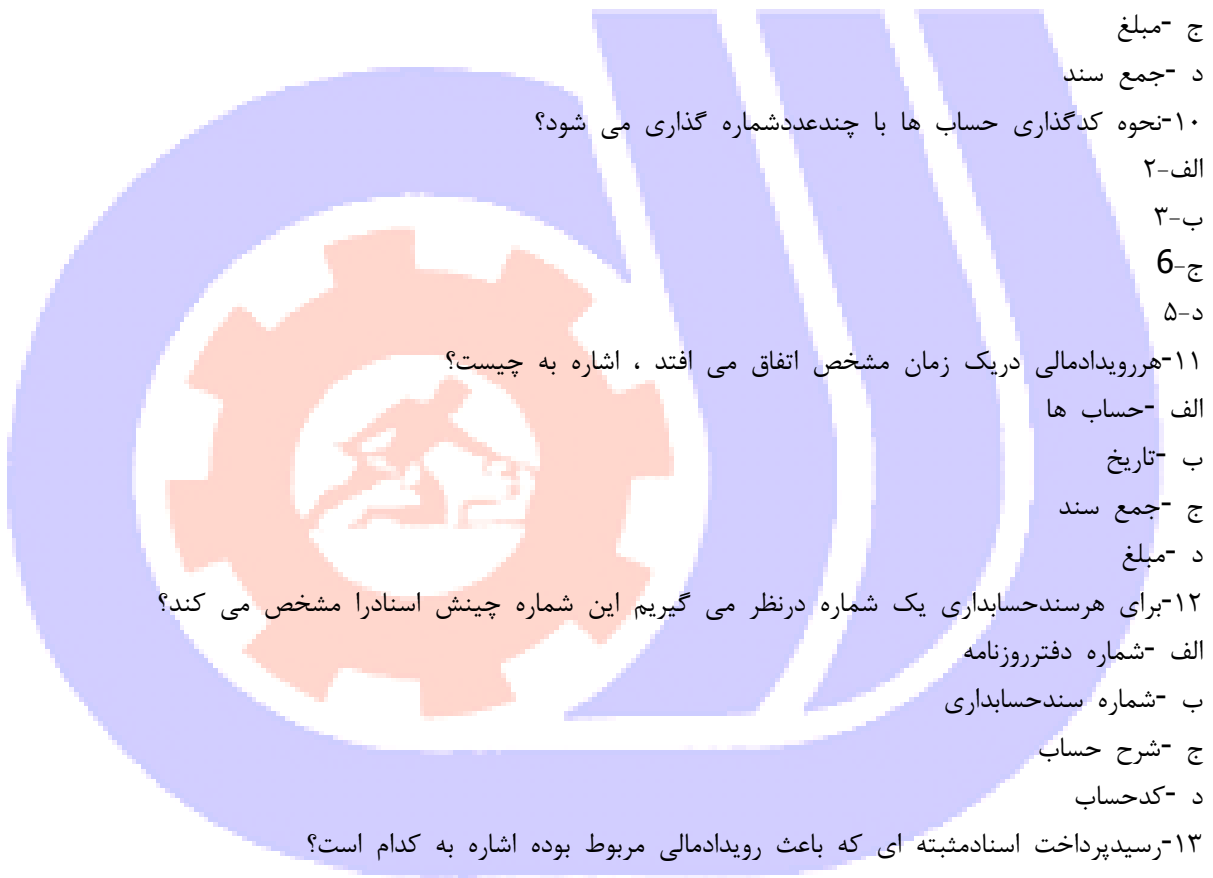 ج -مبلغ
د -جمع سند
۱۰-نحوه کدگذاری حساب ها با چندعددشماره گذاری می شود؟
الف-۲
ب-۳
ج-6
د-۵
۱۱-هررویدادمالی دریک زمان مشخص اتفاق می افتد ، اشاره به چیست؟
الف -حساب ها
ب -تاریخ
ج -جمع سند
د -مبلغ
۱۲-برای هرسندحسابداری یک شماره درنظر می گیریم این شماره چینش اسنادرا مشخص می کند؟
الف -شماره دفترروزنامه
ب -شماره سندحسابداری
ج -شرح حساب
د -کدحساب
۱۳-رسیدپرداخت اسنادمثبته ای که باعث رویدادمالی مربوط بوده اشاره به کدام است؟